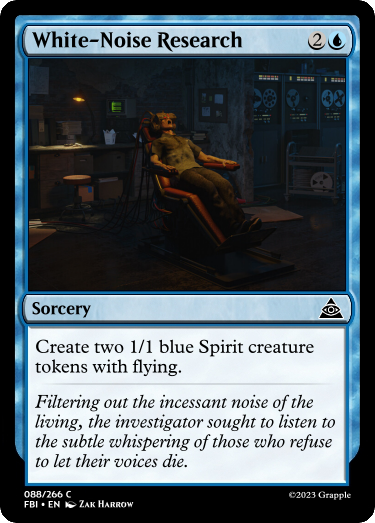 White-Noise Research 2
Sorcery
Create two 1/1 blue Spirit creature
tokens with flying.
Filtering out the incessant noise of the
living, the investigator sought to listen to
the subtle whispering of those who refuse
to let their voices die.
088/266 C
FBI • EN Zak Harrow
©2023 Grapple